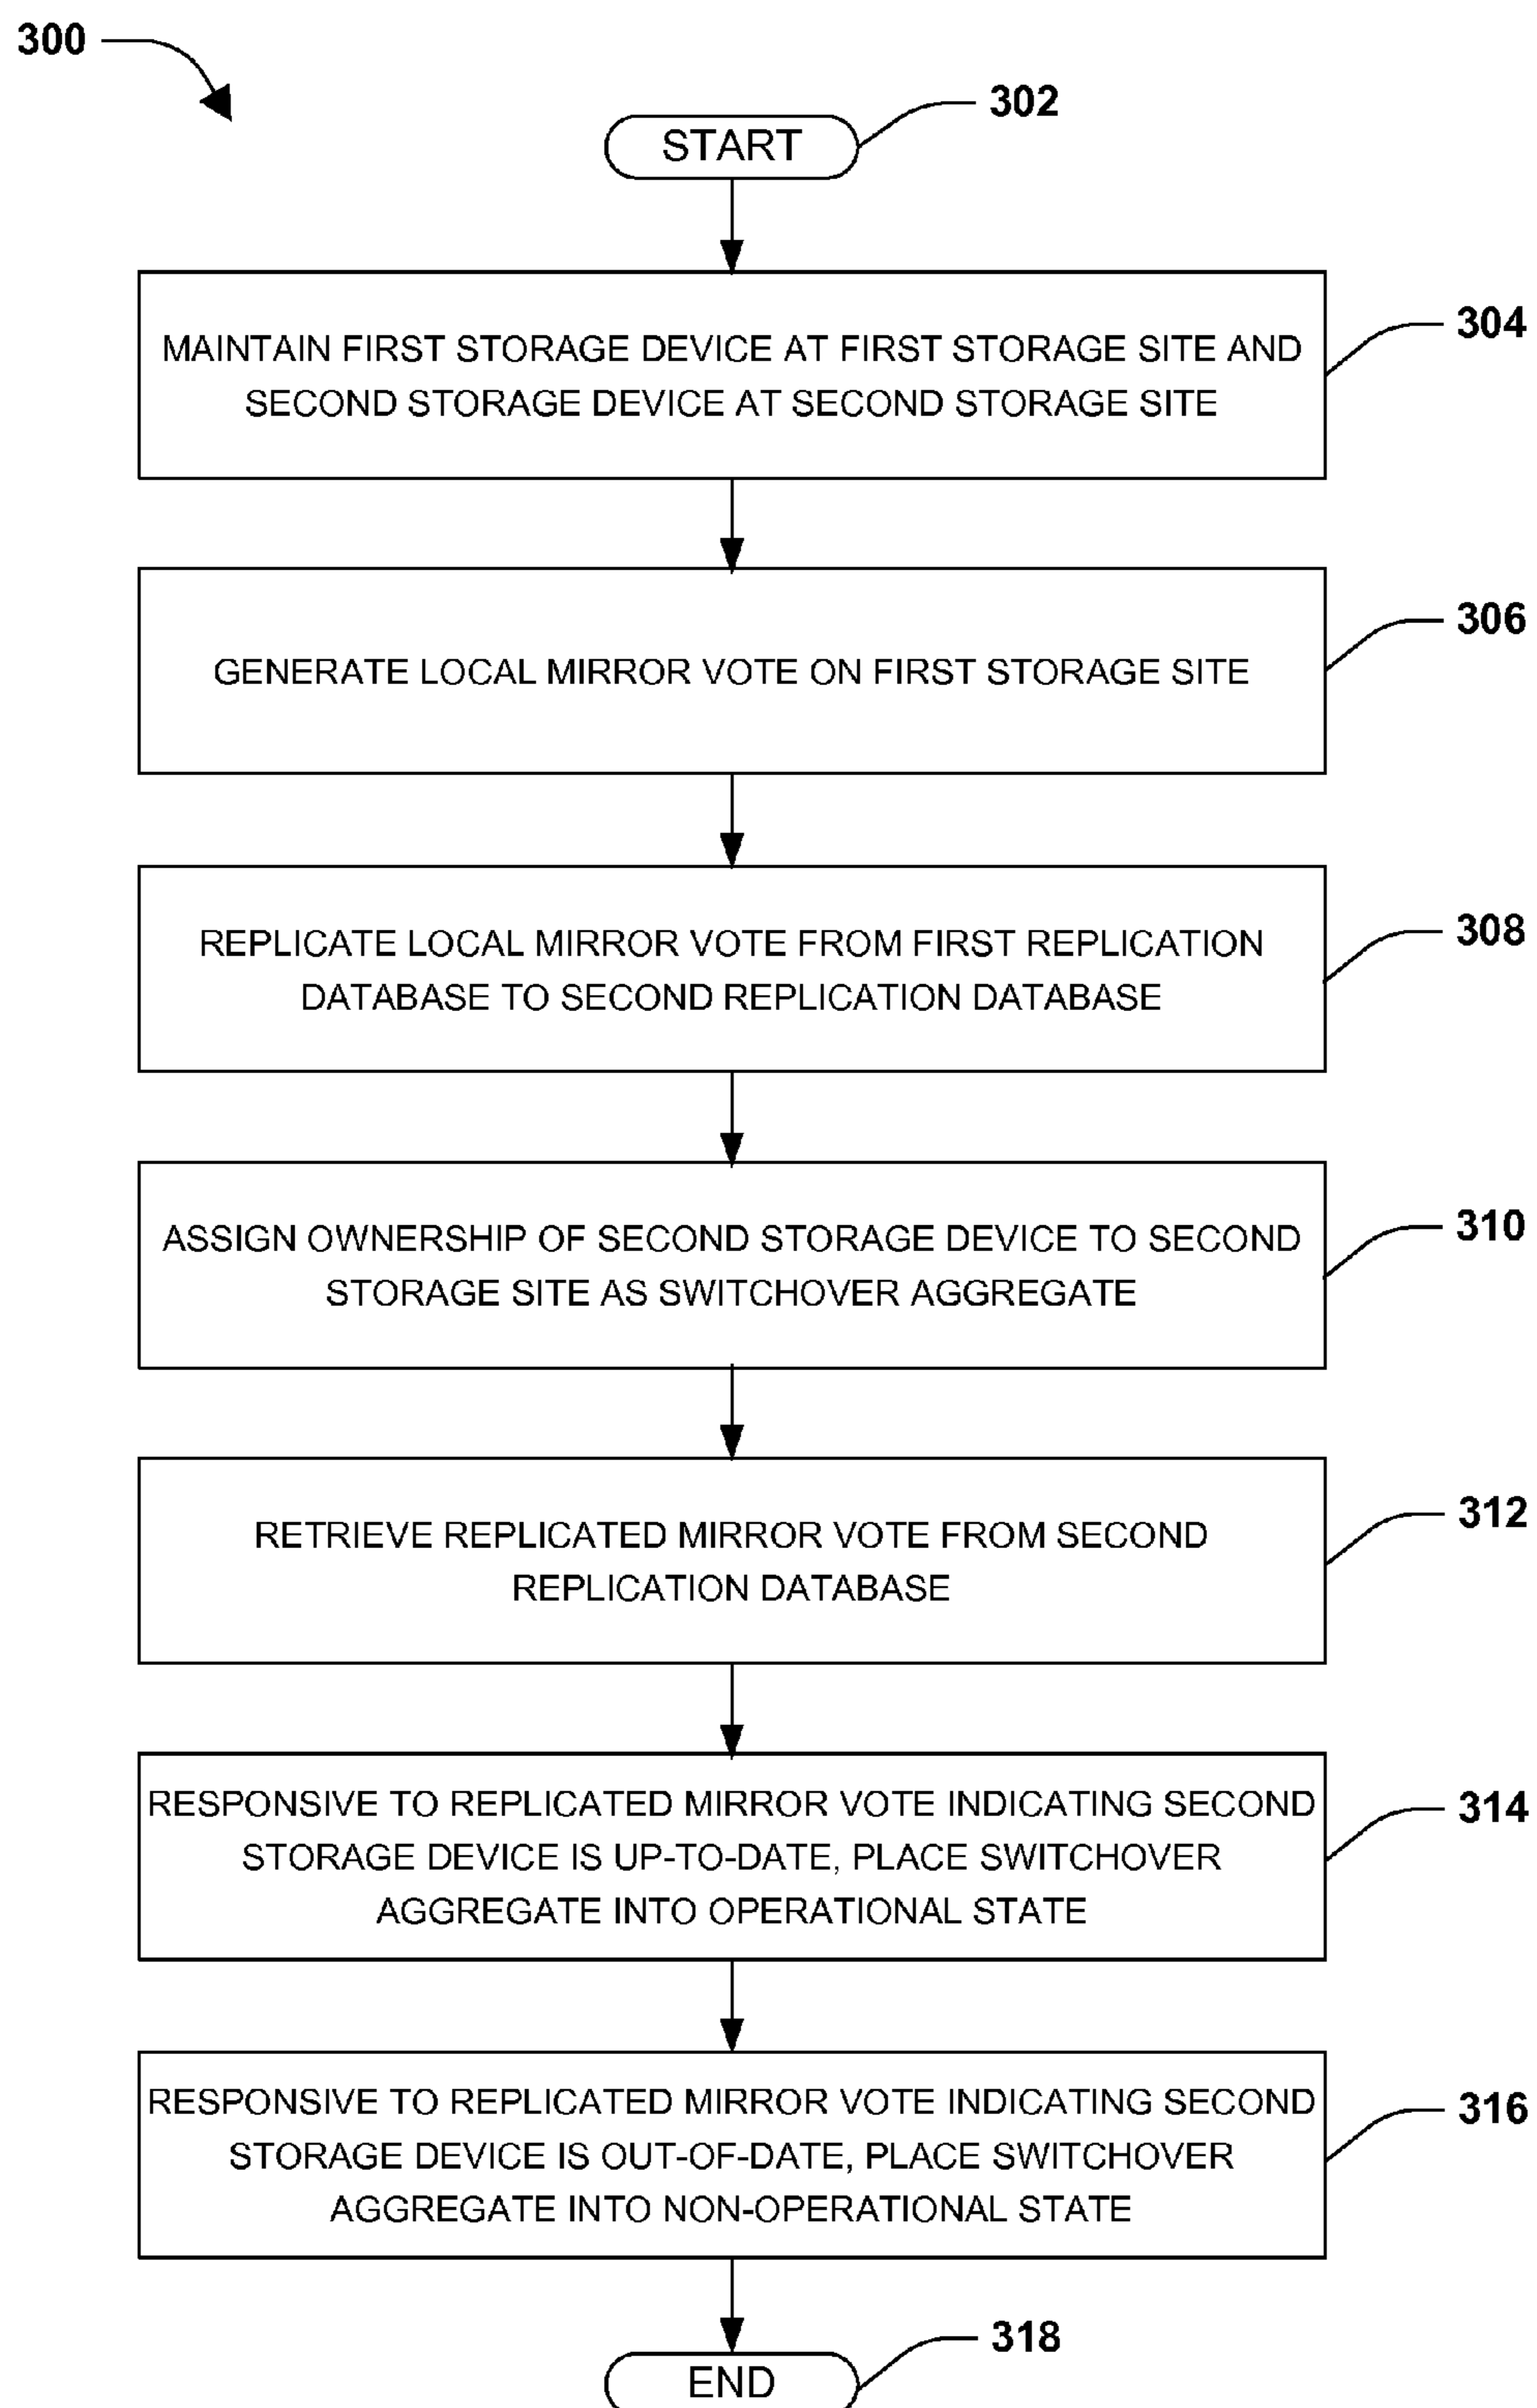 300
302
START
304
MAINTAIN FIRST STORAGE DEVICE AT FIRST STORAGE SITE AND
SECOND STORAGE DEVICE AT SECOND STORAGE SITE
306
GENERATE LOCAL MIRROR VOTE ON FIRST STORAGE SITE
308
REPLICATE LOCAL MIRROR VOTE FROM FIRST REPLICATION
DATABASE TO SECOND REPLICATION DATABASE
310
ASSIGN OWNERSHIP OF SECOND STORAGE DEVICE TO SECOND
STORAGE SITE AS SWITCHOVER AGGREGATE
312
RETRIEVE REPLICATED MIRROR VOTE FROM SECOND
REPLICATION DATABASE
314
RESPONSIVE TO REPLICATED MIRROR VOTE INDICATING SECOND
STORAGE DEVICE IS UP-TO-DATE, PLACE SWITCHOVER
AGGREGATE INTO OPERATIONAL STATE
316
RESPONSIVE TO REPLICATED MIRROR VOTE INDICATING SECOND
STORAGE DEVICE IS OUT-OF-DATE, PLACE SWITCHOVER
AGGREGATE INTO NON-OPERATIONAL STATE
318
END